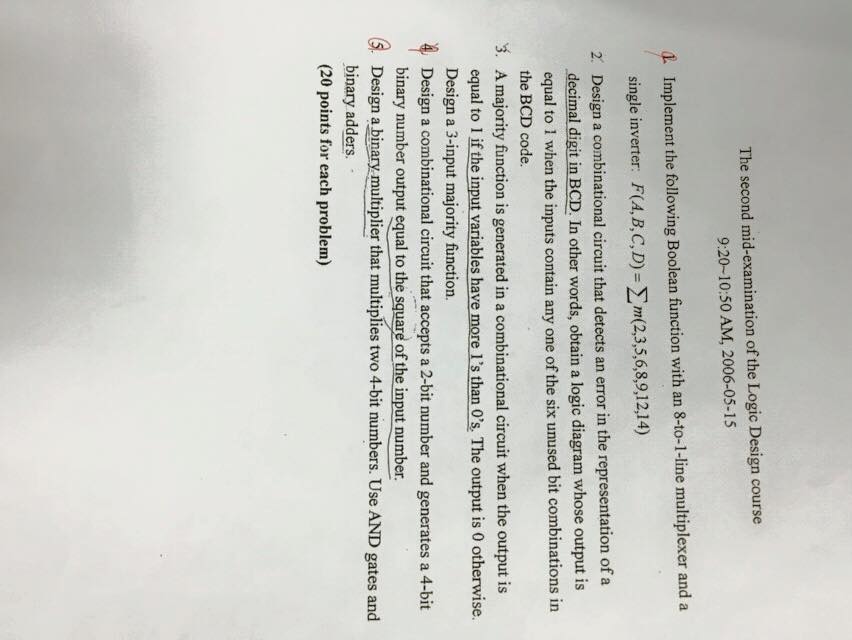 The second mid-examination of the Logic Design course
9:20~10:50 AM, 2006-05-15
1. Implement the following Boolean function with an 8-to-1-line multiplexer and a
single inverter: F(A,B,C,D) = ∑m(2,3,5,6,8,9,12,14)
2. Design a combinational circuit that detects an error in the representation of a
decimal digit in BCD. In other words, obtain a logic diagram whose output is
equal to 1 when the inputs contain any one of the six unused bit combinations in
the BCD code.
3. A majority function is generated in a combinational circuit when the output is
equal to 1 if the input variables have more 1's than 0's. The output is 0 otherwise.
Design a 3-input majority function.
4. Design a combinational circuit that accepts a 2-bit number and generates a 4-bit
binary number output equal to the square of the input number.
5. Design a binary multiplier that multiplies two 4-bit numbers. Use AND gates and
binary adders.
(20 points for each problem)